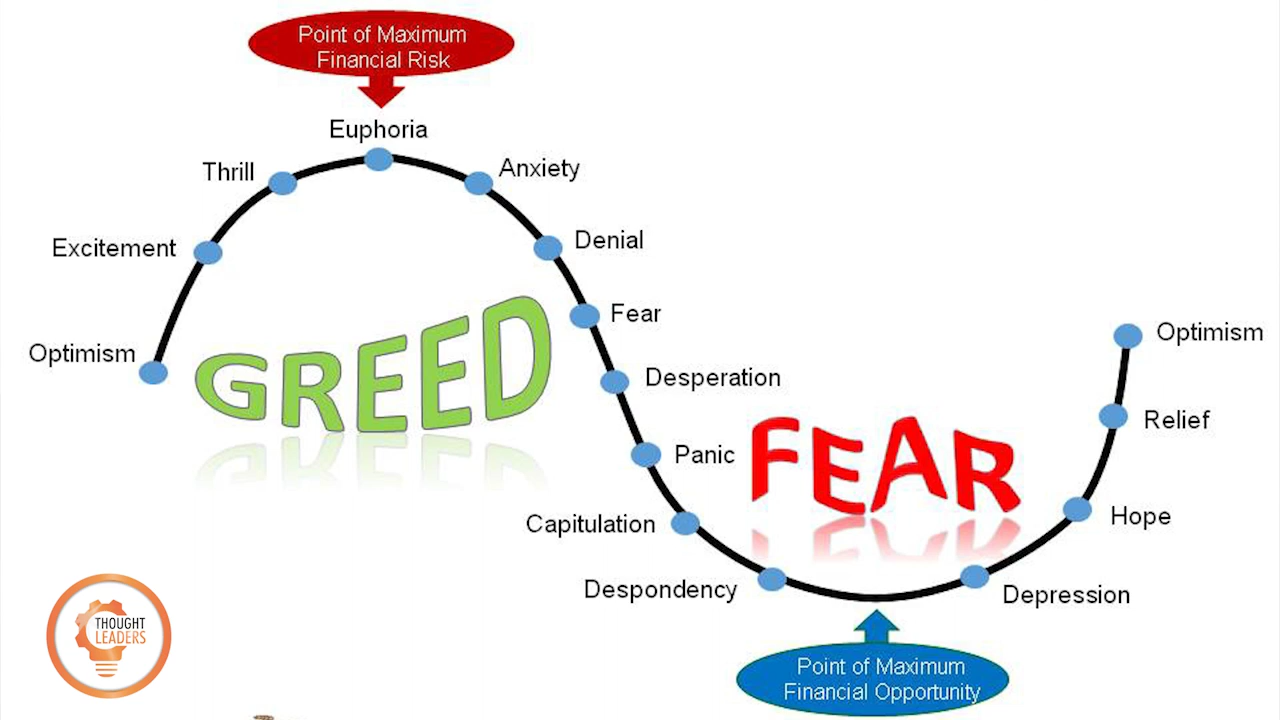 Point of Maximum
Financial Risk
Euphoria
Thrill
Anxiety
Excitement
Denial
Optimism
GREED
Fear
Desperation
Panic
FEAR
Capitulation
Despondency
Depression
Hope
Relief
Optimism
Point of Maximum
Financial Opportunity
THOUGHT
LEADERS